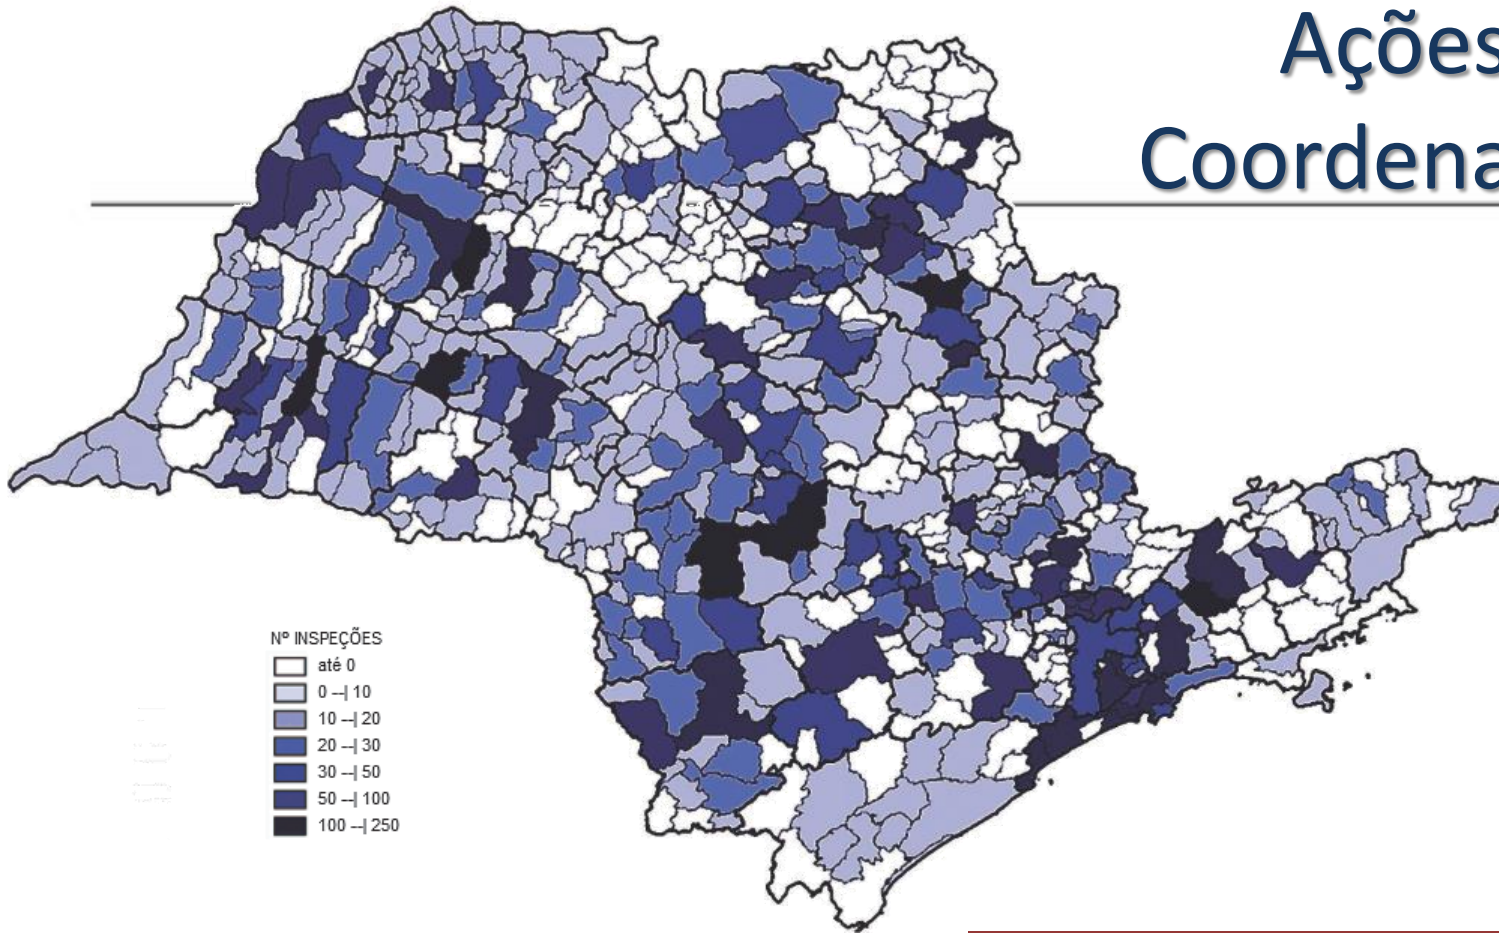 Ações
Coordena
Nº INSPEÇÕES
até 0
0 --| 10
10 --| 20
20 --| 30
30 --| 50
50 --| 100
100 --| 250